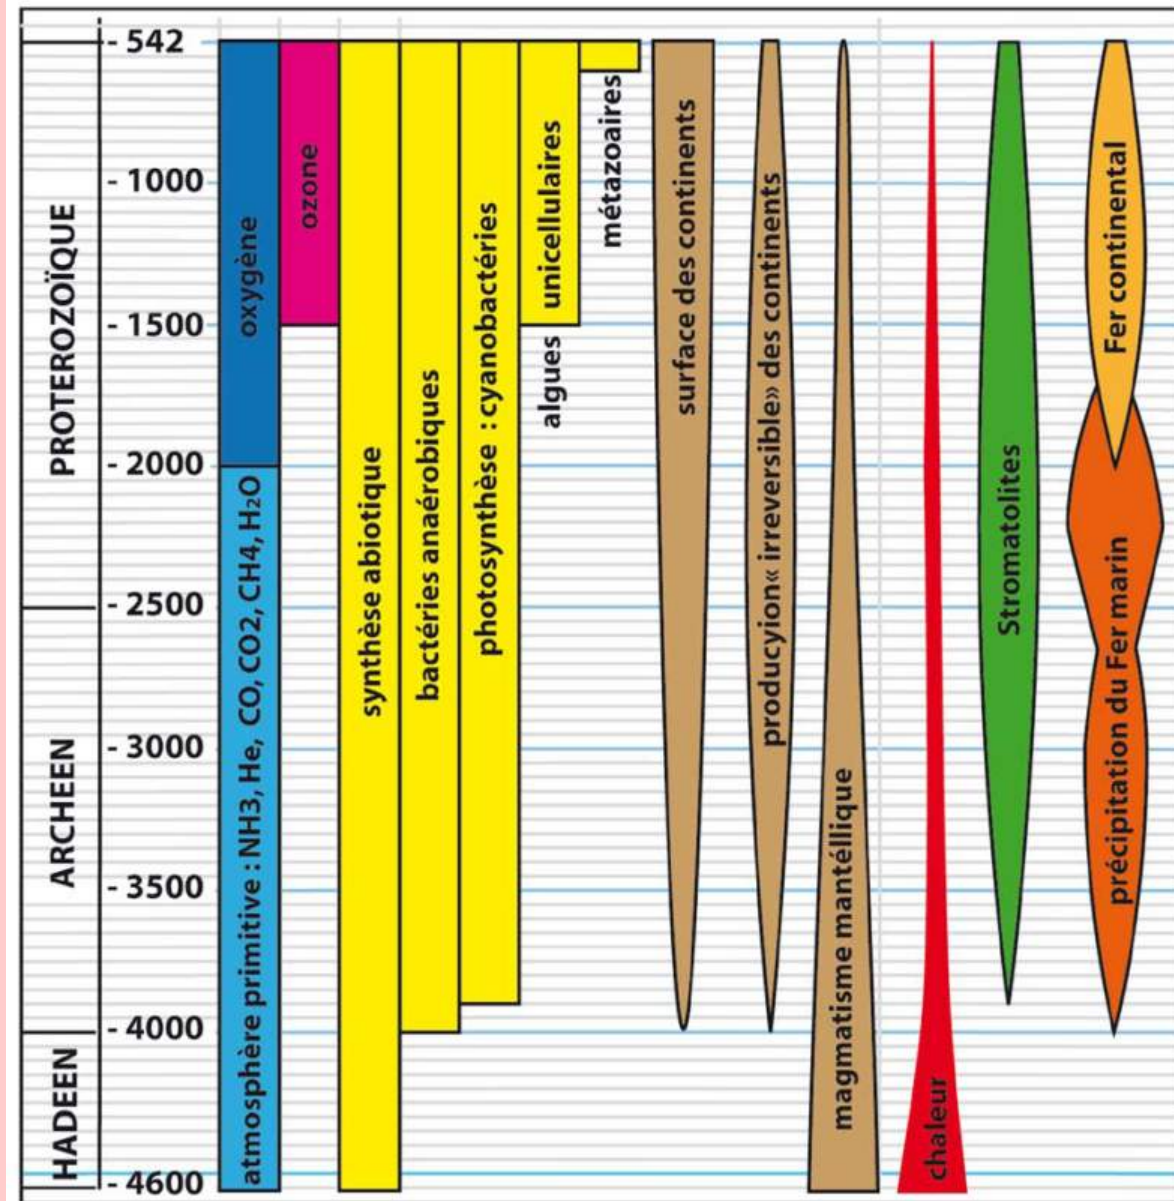 - 542
- 1000
- 1500
- 2000
- 2500
- 3000
- 3500
- 4000
- 4600
PROTEROZOÏQUE
ARCHEEN
HADEEN
oxygène
atmosphère primitive : NH3, He, CO, CO2, CH4, H2O
ozone
synthèse abiotique
bactéries anaérobiques
photosynthèse : cyanobactéries
algues unicellulaires
métazoaires
surface des continents
producyion« irreversible» des continents
magmatisme mantéllique
chaleur
Stromatolites
Fer continental
précipitation du Fer marin